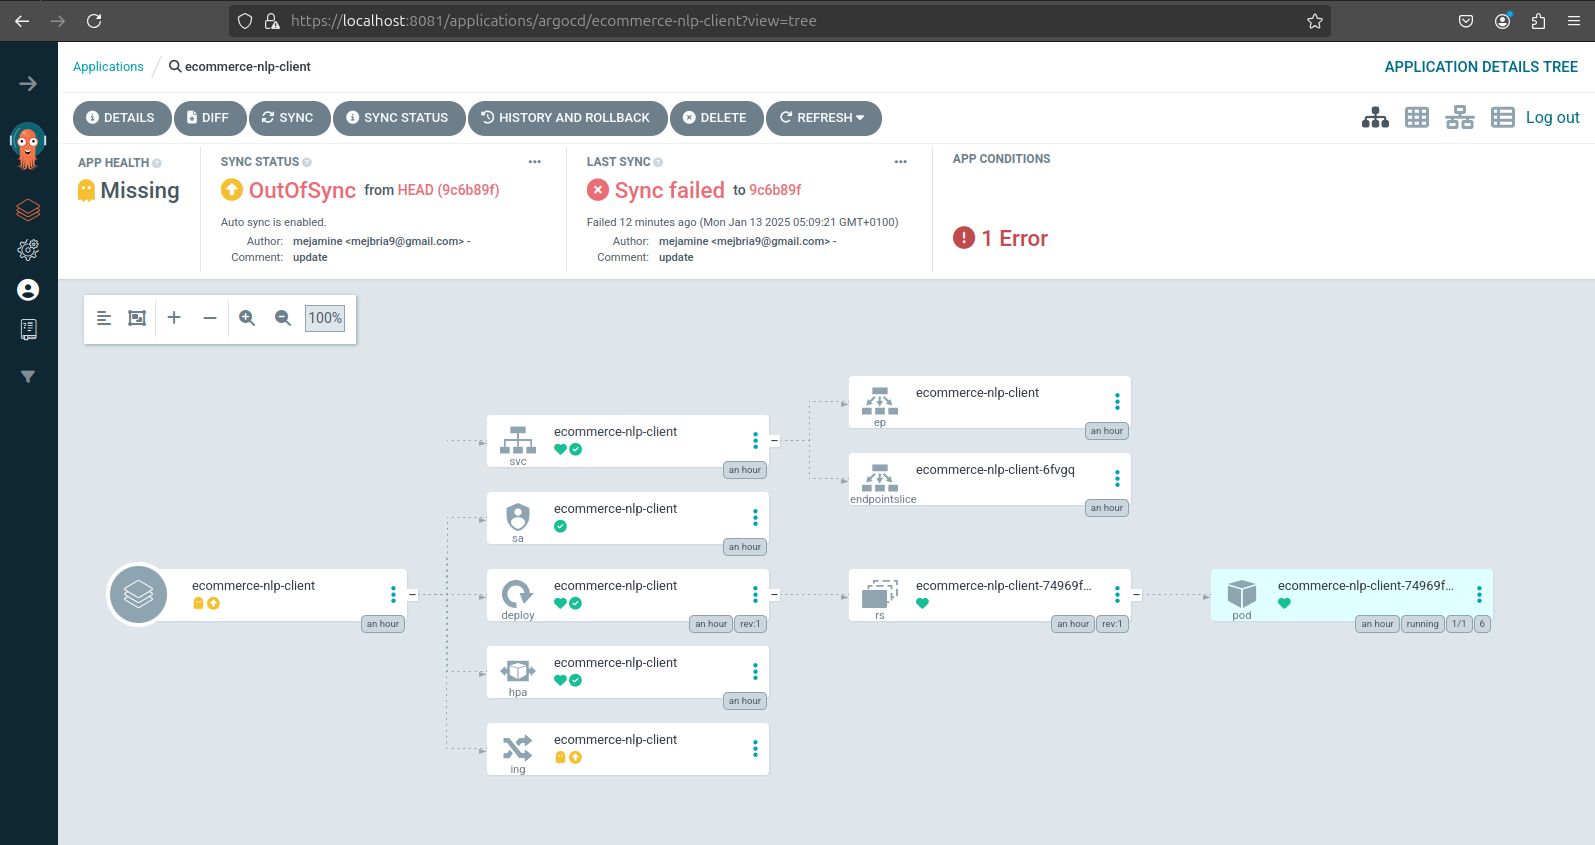 https://localhost:8081/applications/argocd/ecommerce-nlp-client?view=tree
Applications / ecommerce-nlp-client
APPLICATION DETAILS TREE
DETAILS DIFF SYNC SYNC STATUS HISTORY AND ROLLBACK DELETE REFRESH
Log out
APP HEALTH
Missing
SYNC STATUS
OutOfSync from HEAD (9c6b89f)
Auto sync is enabled.
Author: mejamine <mejbria9@gmail.com> -
Comment: update
LAST SYNC
Sync failed to 9c6b89f
Failed 12 minutes ago (Mon Jan 13 2025 05:09:21 GMT+0100)
Author: mejamine <mejbria9@gmail.com> -
Comment: update
APP CONDITIONS
1 Error
100%
ecommerce-nlp-client
an hour
ecommerce-nlp-client
svc
an hour
ecommerce-nlp-client
sa
an hour
ecommerce-nlp-client
deploy
an hour rev:1
ecommerce-nlp-client
hpa
an hour
ecommerce-nlp-client
ing
ecommerce-nlp-client
ep
an hour
ecommerce-nlp-client-6fvgq
endpointslice
an hour
ecommerce-nlp-client-74969f...
rs
an hour rev:1
ecommerce-nlp-client-74969f...
pod
an hour running 1/1 6